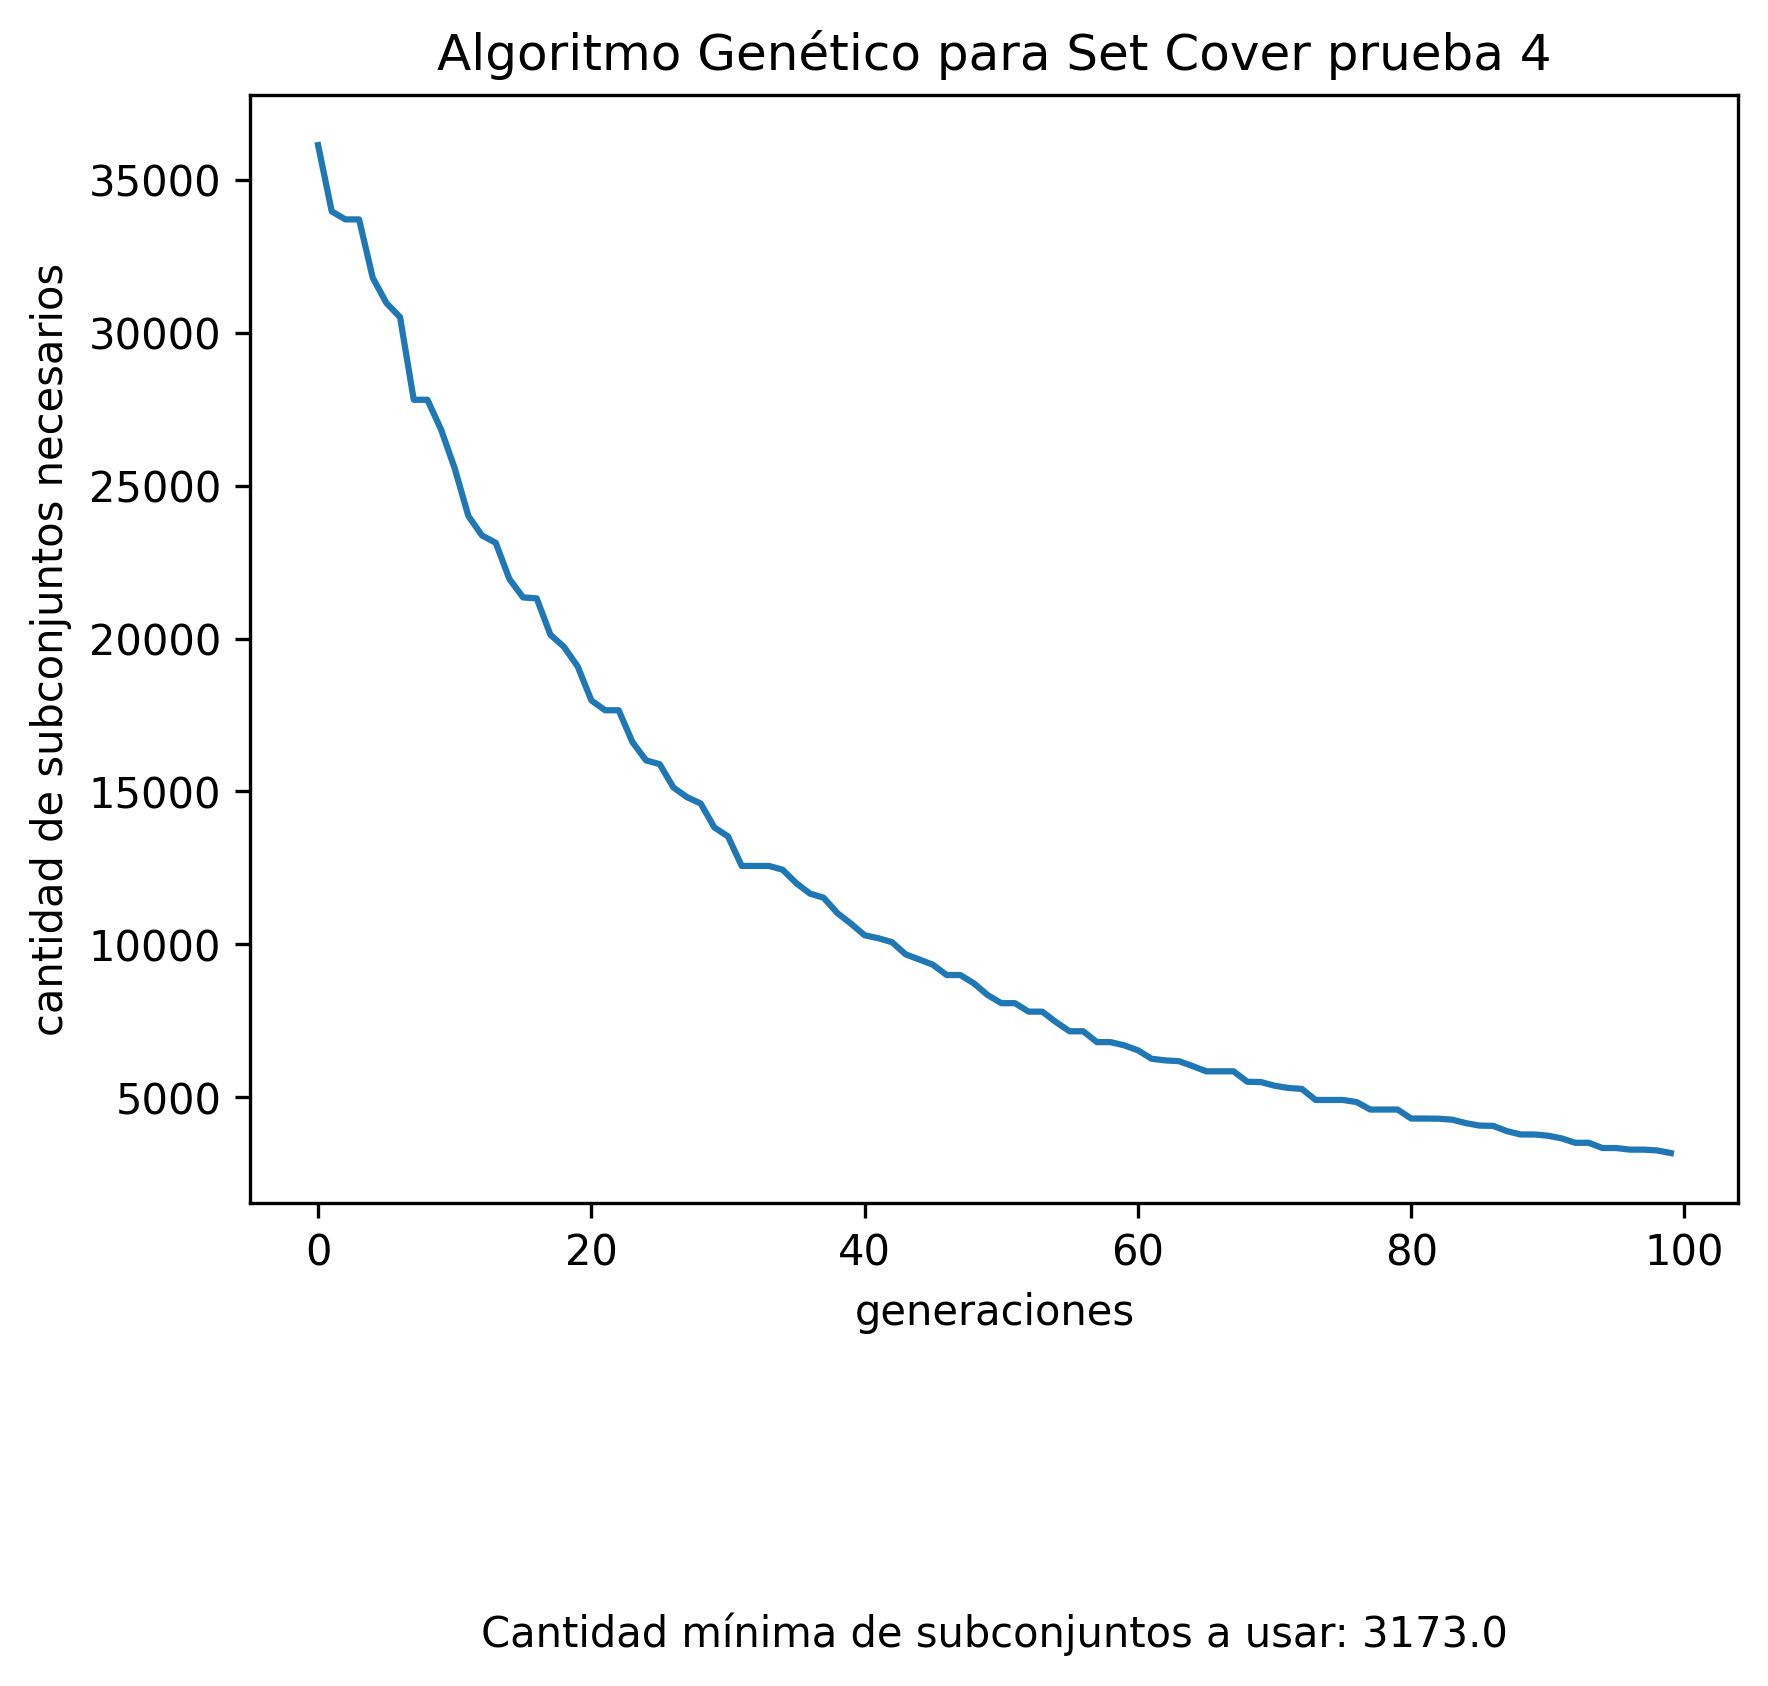 Algoritmo Genético para Set Cover prueba 4
cantidad de subconjuntos necesarios
35000
30000
25000
20000
15000
10000
5000
0 20 40 60 80 100
generaciones
Cantidad mínima de subconjuntos a usar: 3173.0